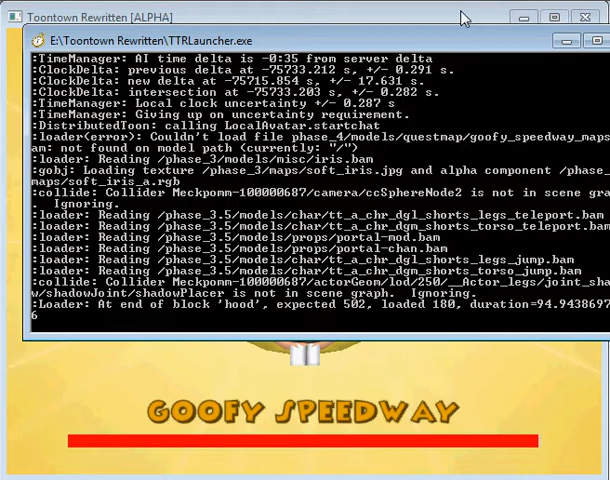 Toontown Rewritten [ALPHA]
E:\Toontown Rewritten\TTRLauncher.exe
:TimeManager: AI time delta is -0:35 from server delta
:ClockDelta: previous delta at -75733.212 s, +/- 0.291 s.
:ClockDelta: new delta at -75715.854 s, +/- 17.631 s.
:ClockDelta: intersection at -75733.203 s, +/- 0.282 s.
:TimeManager: Local clock uncertainty +/- 0.287 s
:TimeManager: Giving up on uncertainty requirement.
:DistributedToon: calling LocalAvatar.startchat
:loader(error): Couldn't load file phase_4/models/questmap/goofy_speedway_maps
am: not found on model path (currently: "/")
:loader: Reading /phase_3/models/misc/iris.bam
:gobj: Loading texture /phase_3/maps/soft_iris.jpg and alpha component /phase_
maps/soft_iris_a.rgb
:collide: Collider Meckpomm-100000687/camera/ccSphereNode2 is not in scene gra
Ignoring.
:loader: Reading /phase_3.5/models/char/tt_a_chr_dgl_shorts_legs_teleport.bam
:loader: Reading /phase_3.5/models/char/tt_a_chr_dgm_shorts_torso_teleport.bam
:loader: Reading /phase_3.5/models/props/portal-mod.bam
:loader: Reading /phase_3.5/models/props/portal-chan.bam
:loader: Reading /phase_3.5/models/char/tt_a_chr_dgl_shorts_legs_jump.bam
:loader: Reading /phase_3.5/models/char/tt_a_chr_dgm_shorts_torso_jump.bam
:collide: Collider Meckpomm-100000687/actorGeom/lod/250/__Actor_legs/joint_sha
w/shadowJoint/shadowPlacer is not in scene graph.  Ignoring.
:Loader: At end of block 'hood', expected 502, loaded 180, duration=94.9438697
6
GOOFY SPEEDWAY